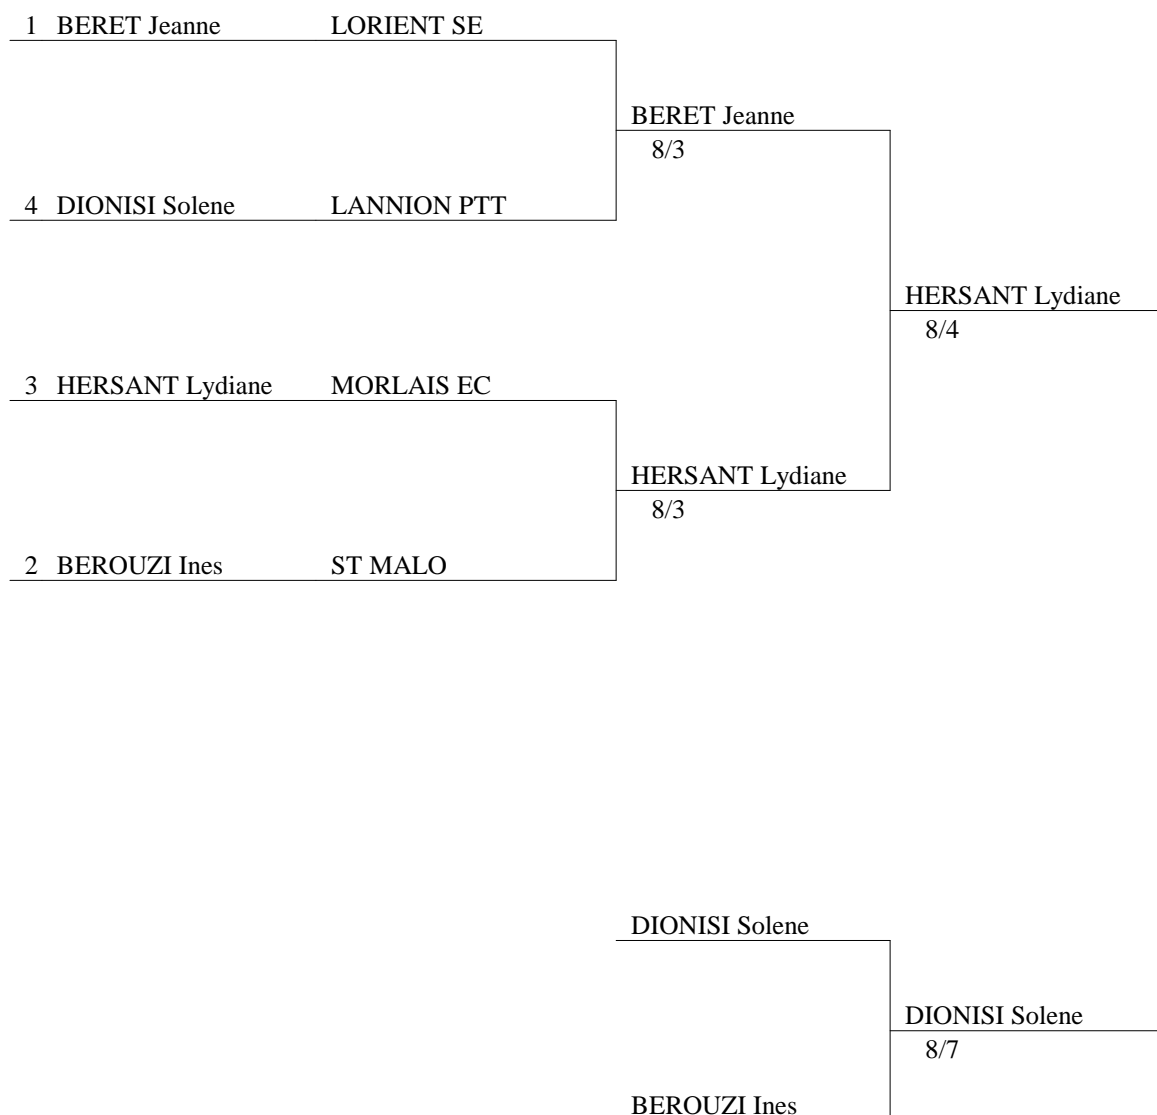 1 BERET Jeanne LORIENT SE
BERET Jeanne
8/3
4 DIONISI Solene LANNION PTT
HERSANT Lydiane
8/4
3 HERSANT Lydiane MORLAIS EC
HERSANT Lydiane
8/3
2 BEROUZI Ines ST MALO
DIONISI Solene
DIONISI Solene
8/7
BEROUZI Ines